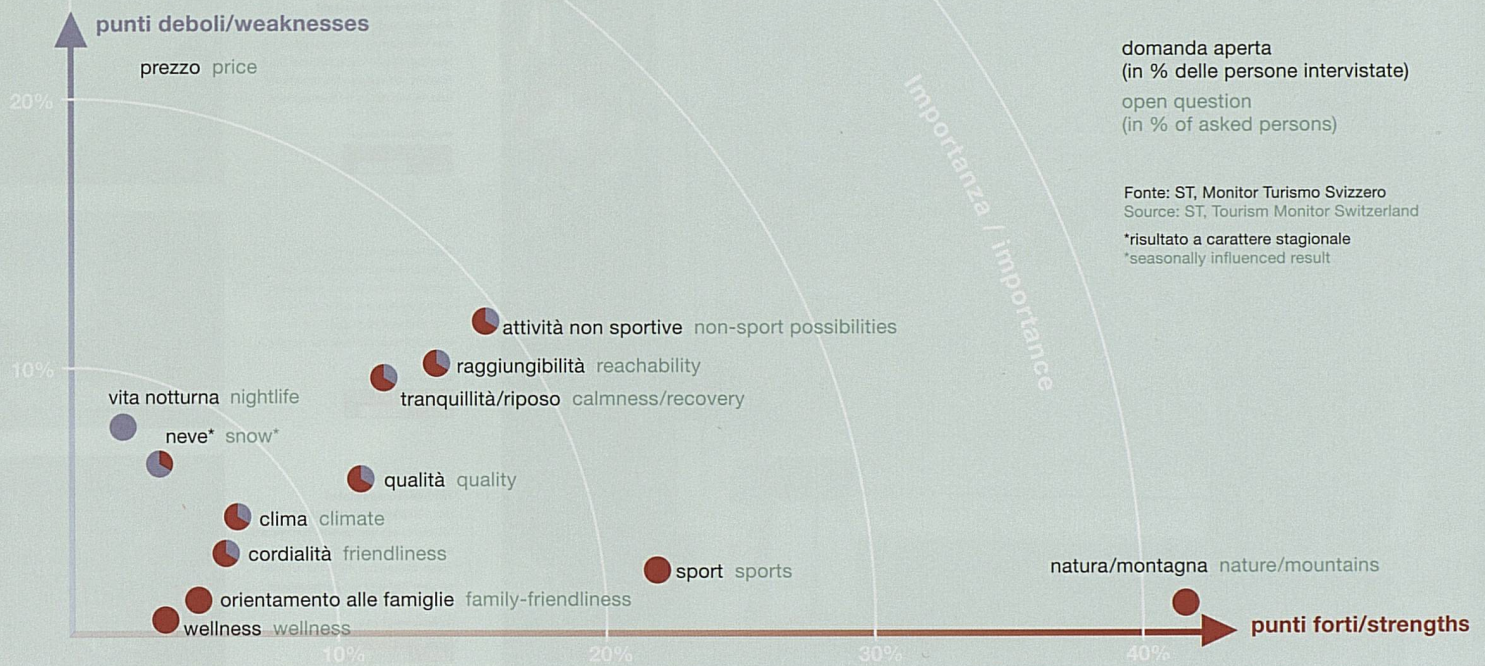 punti deboli/weaknesses
prezzo price
20%
domanda aperta
(in % delle persone intervistate)
open question
(in % of asked persons)
Importanza / importance
Fonte: ST, Monitor Turismo Svizzero
Source: ST, Tourism Monitor Switzerland
*risultato a carattere stagionale
*seasonally influenced result
attività non sportive non-sport possibilities
raggiungibilità reachability
10%
tranquillità/riposo calmness/recovery
vita notturna nightlife
neve* snow*
qualità quality
clima climate
cordialità friendliness
natura/montagna nature/mountains
sport sports
orientamento alle famiglie family-friendliness
wellness wellness
punti forti/strengths
10% 20% 30% 40%